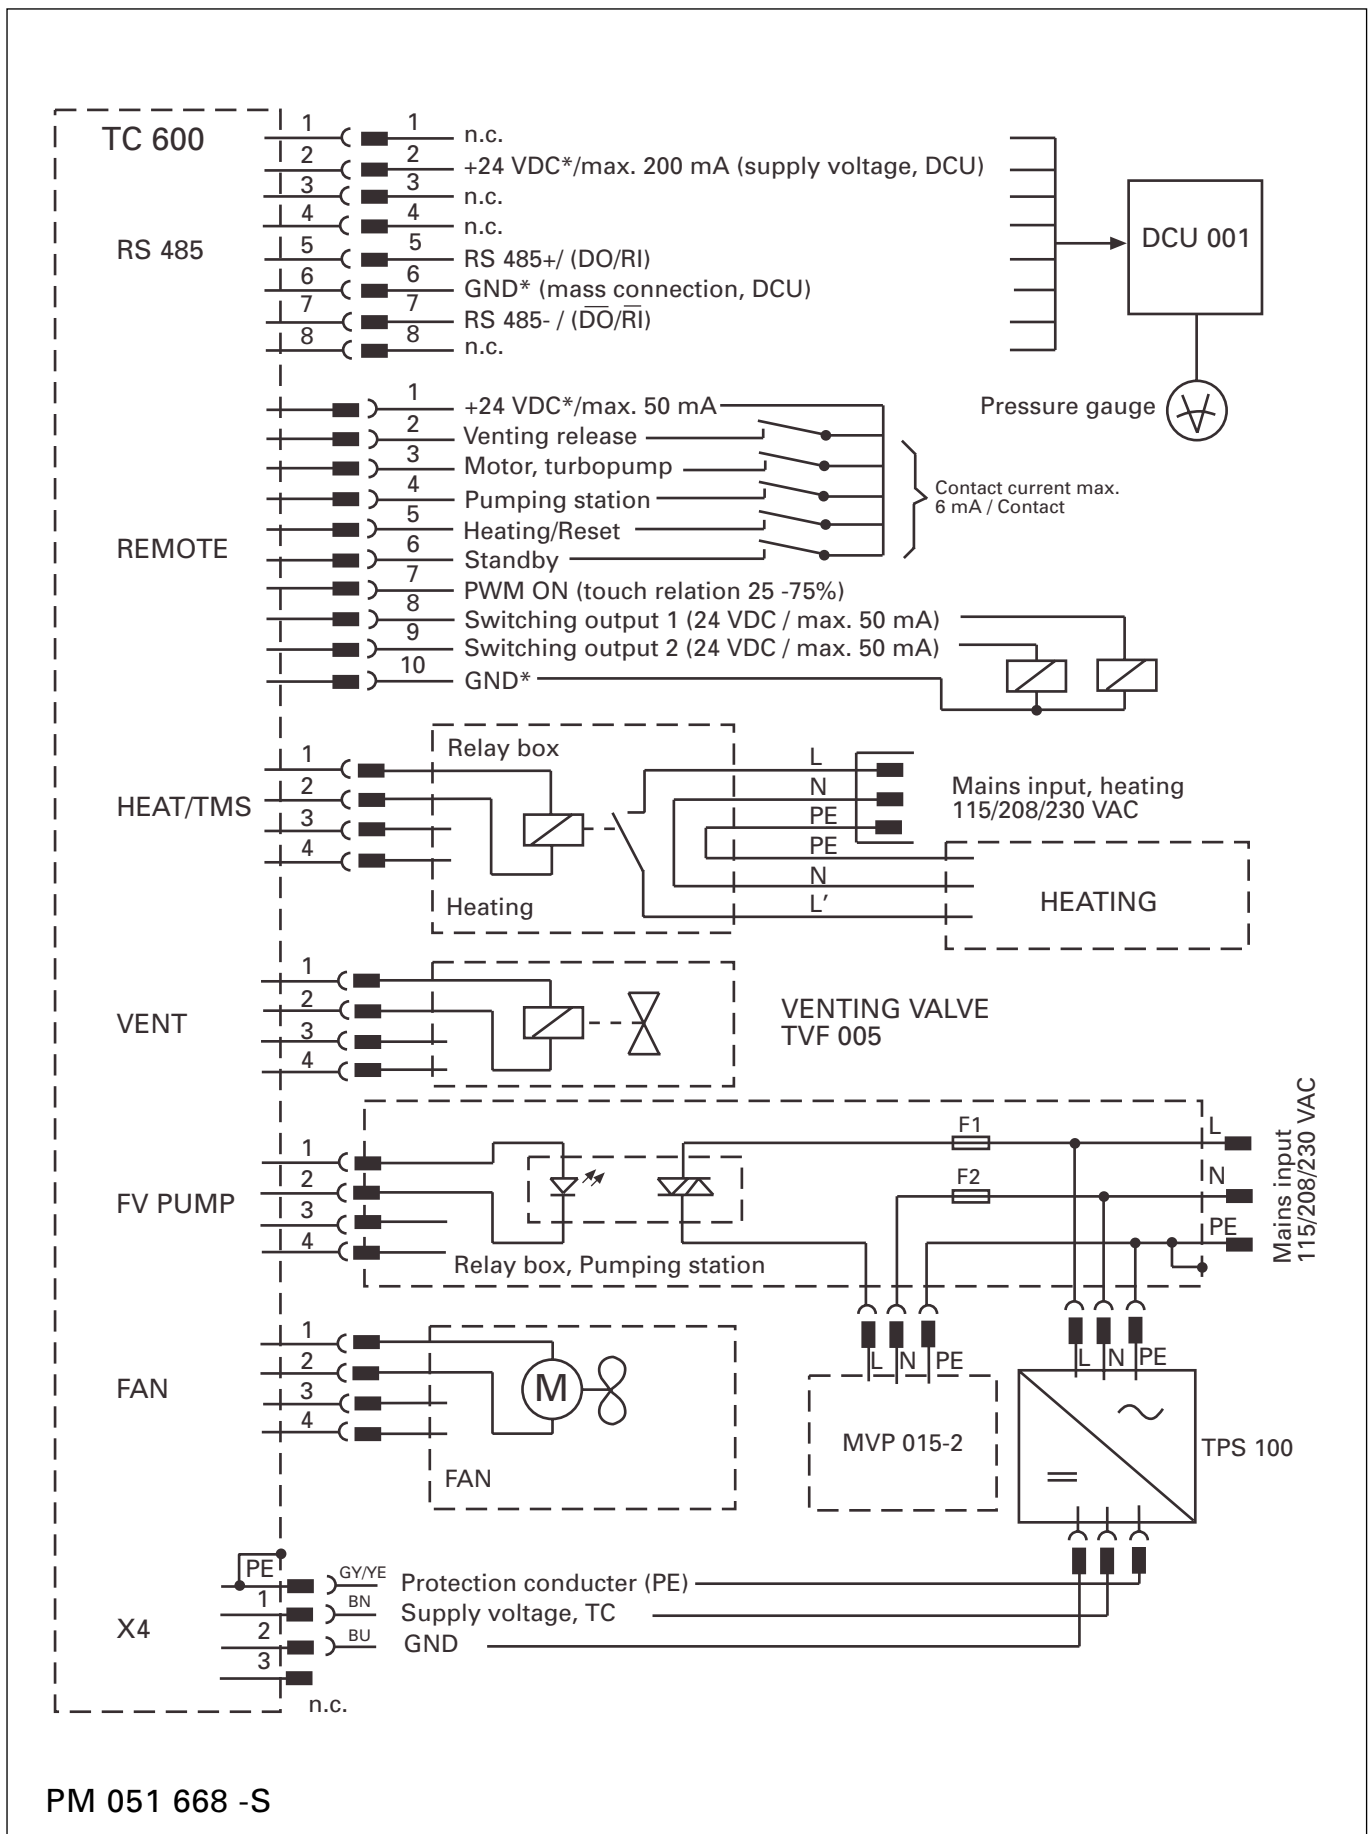 TC 600
RS 485
1 1 n.c.
2 2 +24 VDC*/max. 200 mA (supply voltage, DCU)
3 3 n.c.
4 4 n.c.
5 5 RS 485+/ (DO/RI)
6 6 GND* (mass connection, DCU)
7 7 RS 485- / (D̅O̅/R̅I̅)
8 8 n.c.
DCU 001
Pressure gauge
REMOTE
1 +24 VDC*/max. 50 mA
2 Venting release
3 Motor, turbopump
4 Pumping station
5 Heating/Reset
6 Standby
7 PWM ON (touch relation 25 -75%)
8 Switching output 1 (24 VDC / max. 50 mA)
9 Switching output 2 (24 VDC / max. 50 mA)
10 GND*
Contact current max.
6 mA / Contact
HEAT/TMS
1
2
3
4
Relay box
Heating
L
N
PE
PE
N
L’
Mains input, heating
115/208/230 VAC
HEATING
VENT
1
2
3
4
VENTING VALVE
TVF 005
FV PUMP
1
2
3
4
Relay box, Pumping station
F1
F2
L
N
PE
Mains input
115/208/230 VAC
L N PE
MVP 015-2
L N PE
TPS 100
FAN
1
2
3
4
M
FAN
X4
PE GY/YE Protection conducter (PE)
1 BN Supply voltage, TC
2 BU GND
3
n.c.
PM 051 668 -S